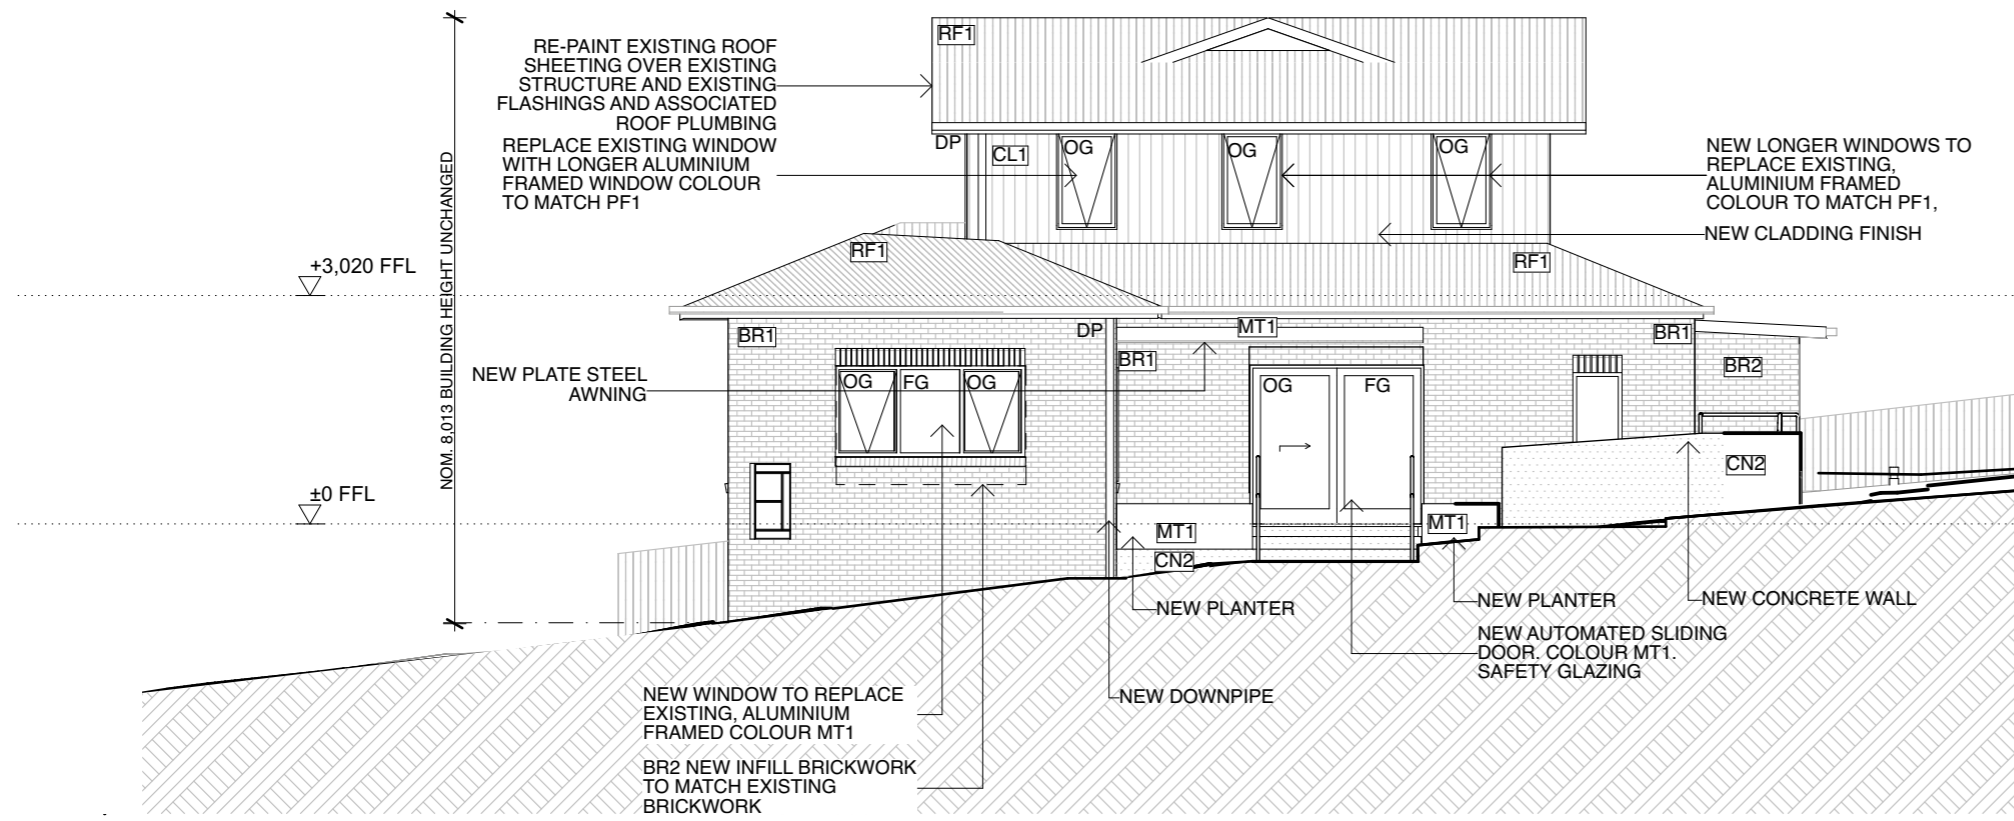 RF1
RE-PAINT EXISTING ROOF
SHEETING OVER EXISTING
STRUCTURE AND EXISTING
FLASHINGS AND ASSOCIATED
ROOF PLUMBING
REPLACE EXISTING WINDOW
WITH LONGER ALUMINIUM
FRAMED WINDOW COLOUR
TO MATCH PF1
DP
CL1
OG
OG
OG
NEW LONGER WINDOWS TO
REPLACE EXISTING,
ALUMINIUM FRAMED
COLOUR TO MATCH PF1,
NEW CLADDING FINISH
NOM. 8,013 BUILDING HEIGHT UNCHANGED
+3,020 FFL
RF1
RF1
BR1
DP
MT1
BR1
BR1
BR2
NEW PLATE STEEL
AWNING
OG
FG
OG
OG
FG
CN2
±0 FFL
MT1
MT1
CN2
NEW PLANTER
NEW PLANTER
NEW CONCRETE WALL
NEW AUTOMATED SLIDING
DOOR. COLOUR MT1.
SAFETY GLAZING
NEW DOWNPIPE
NEW WINDOW TO REPLACE
EXISTING, ALUMINIUM
FRAMED COLOUR MT1
BR2 NEW INFILL BRICKWORK
TO MATCH EXISTING
BRICKWORK